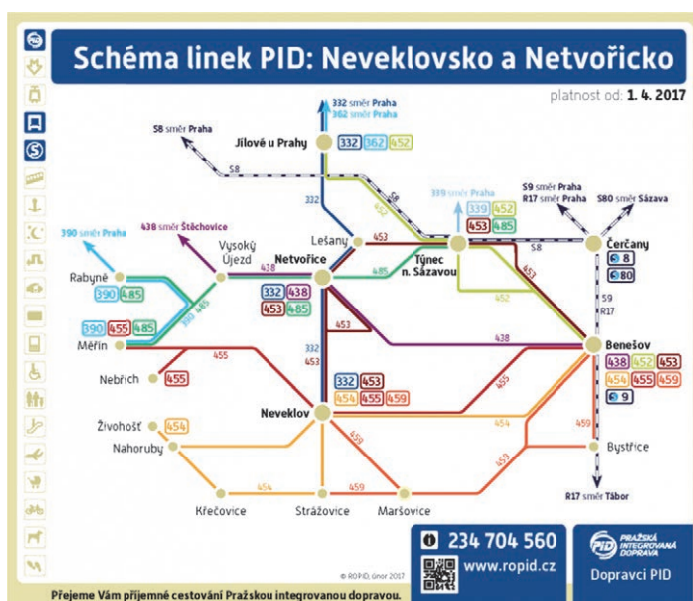 PID
Schéma linek PID: Neveklovsko a Netvořicko
platnost od: 1. 4. 2017
332 směr Praha
362 směr Praha
S8 směr Praha
Jílové u Prahy
332 362 452
S8
332
452
S8
339 směr Praha
339 452
453 485
S9 směr Praha
R17 směr Praha
S80 směr Sázava
390 směr Praha
438 směr Štěchovice
Vysoký
Újezd
Lešany
453
Týnec
n. Sázavou
S8
Čerčany
8
80
Rabyně
390 485
438
Netvořice
485
453
390 485
332 438
453 485
452
S9
R17
390 455 485
Měřín
453
438
Benešov
455
332
453
438 452 453
454 455 459
9
Nebřich
455
332 453
454 455 459
455
Neveklov
454
Živohošť
454
459
453
459
Nahoruby
Bystřice
454
459
R17 směr Tábor
Křečovice
Strážovice
Maršovice
234 704 560
www.ropid.cz
PID PRAŽSKÁ
INTEGROVANÁ
DOPRAVA
Dopravci PID
© ROPID, únor 2017
Přejeme Vám příjemné cestování Pražskou integrovanou dopravou.